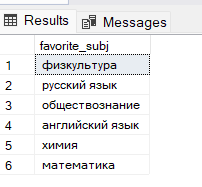 Results Messages
favorite_subj
1 физкультура
2 русский язык
3 обществознание
4 английский язык
5 химия
6 математика